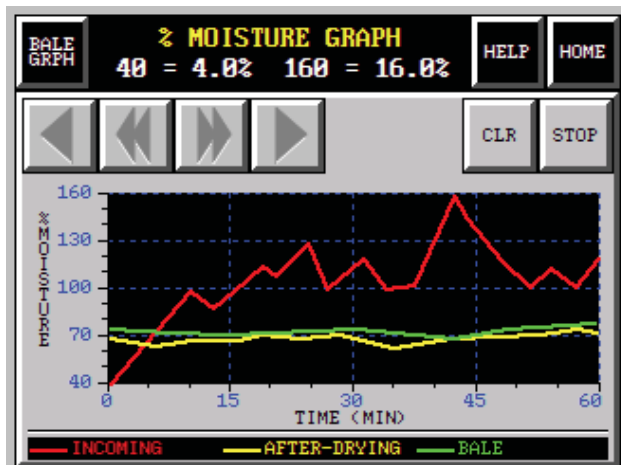 BALE
GRPH
% MOISTURE GRAPH
40 = 4.0% 160 = 16.0%
HELP
HOME
CLR
STOP
%MOISTURE
160
130
100
70
40
0 15 30 45 60
TIME (MIN)
INCOMING AFTER-DRYING BALE